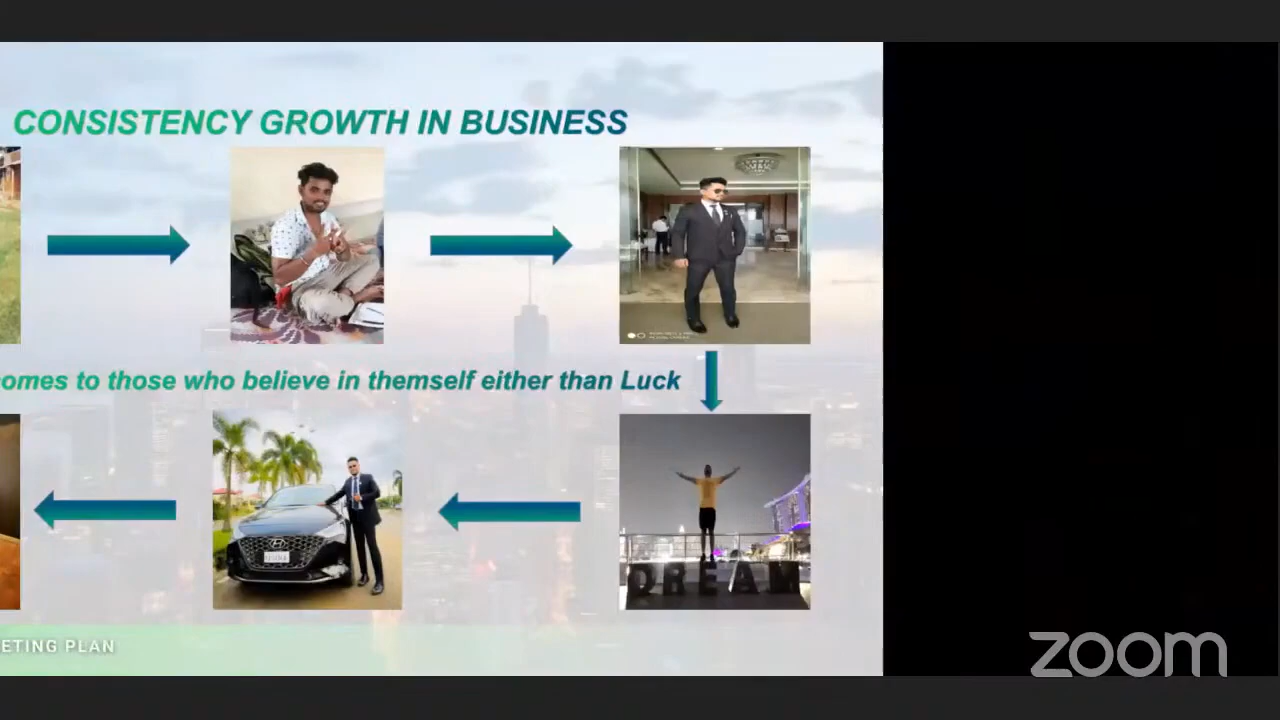 CONSISTENCY GROWTH IN BUSINESS
omes to those who believe in themself either than Luck
DREAM
ETING PLAN
zoom